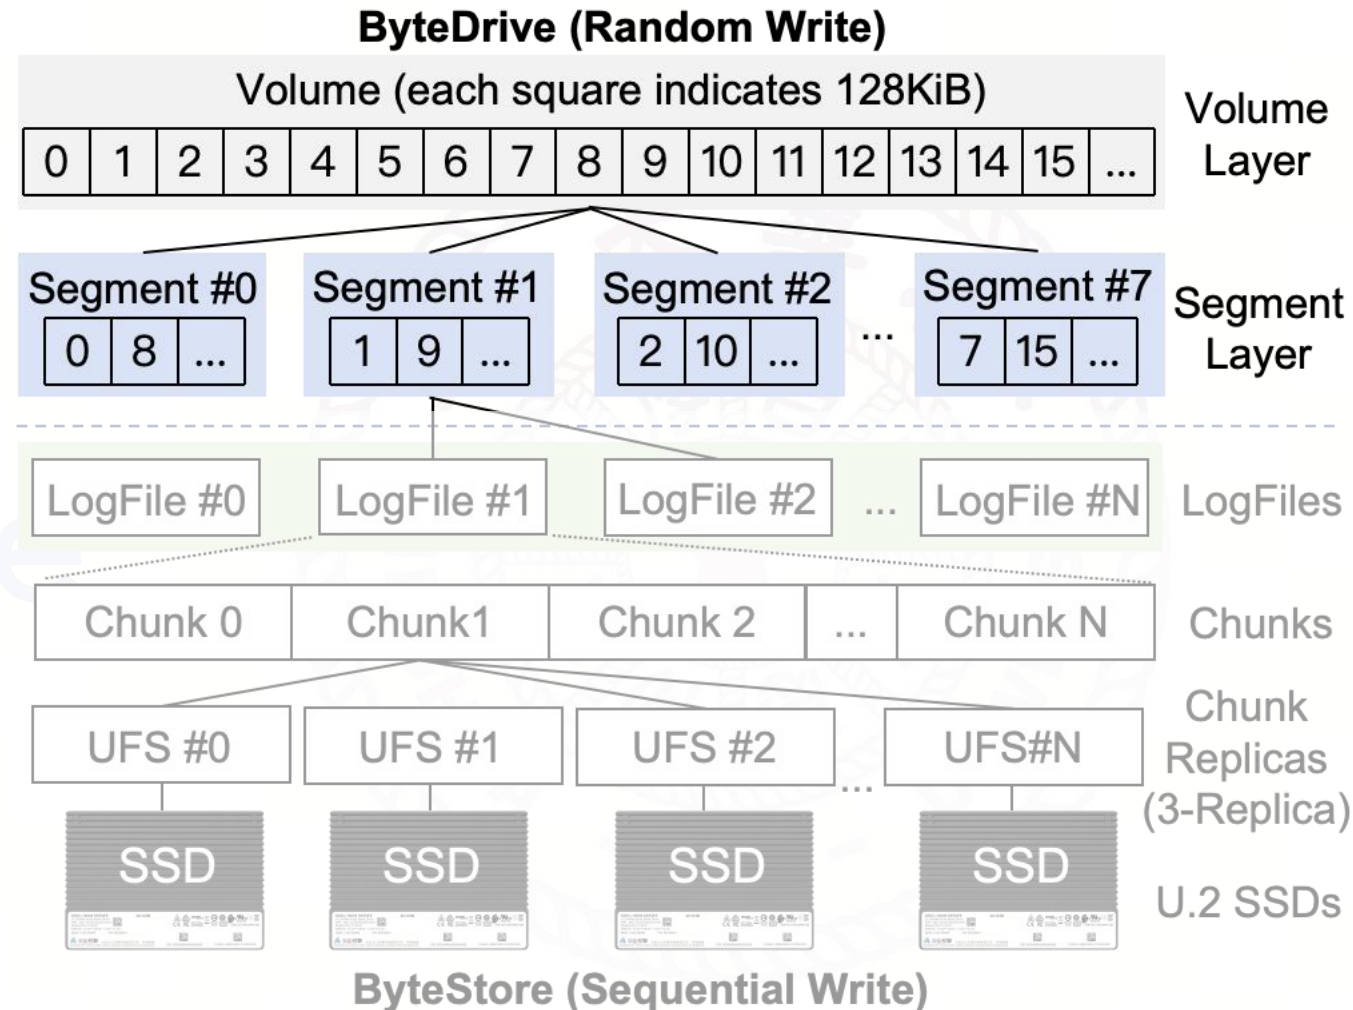 ByteDrive (Random Write)
Volume (each square indicates 128KiB)
0 1 2 3 4 5 6 7 8 9 10 11 12 13 14 15 ...
Volume
Layer
Segment #0
0 8 ...
Segment #1
1 9 ...
Segment #2
2 10 ...
...
Segment #7
7 15 ...
Segment
Layer
LogFile #0
LogFile #1
LogFile #2
...
LogFile #N
LogFiles
Chunk 0
Chunk1
Chunk 2
...
Chunk N
Chunks
UFS #0
UFS #1
UFS #2
...
UFS#N
Chunk
Replicas
(3-Replica)
SSD
SSD
SSD
SSD
U.2 SSDs
ByteStore (Sequential Write)